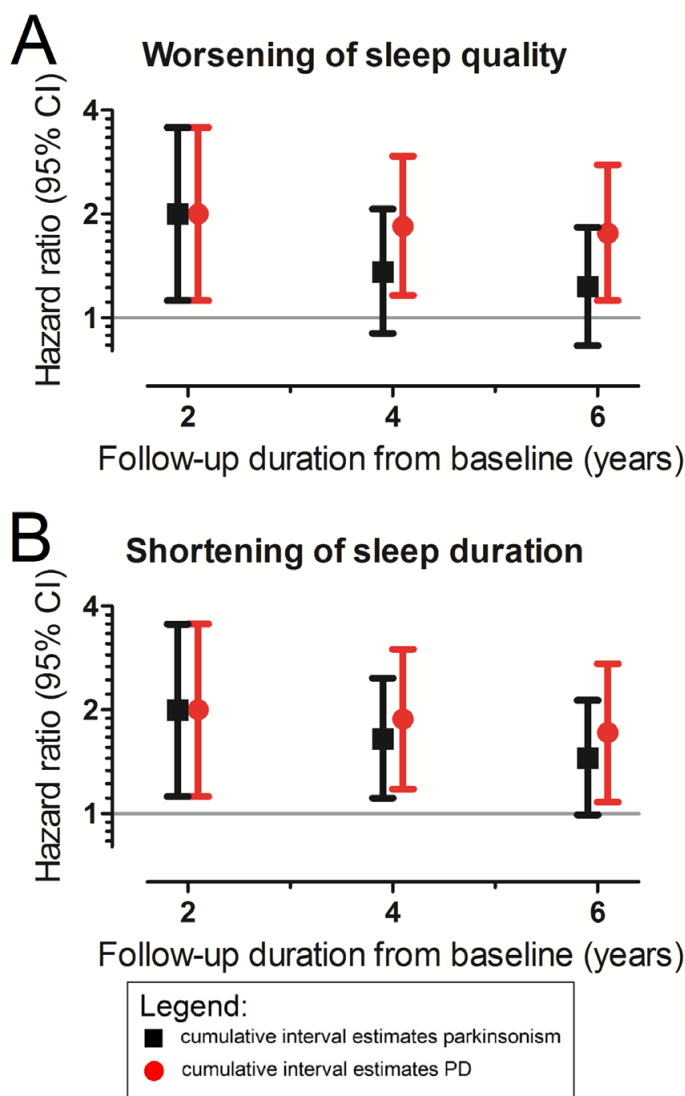 A
Worsening of sleep quality
Hazard ratio (95% CI)
4
2
1
2 4 6
Follow-up duration from baseline (years)
B
Shortening of sleep duration
Hazard ratio (95% CI)
4
2
1
2 4 6
Follow-up duration from baseline (years)
Legend:
cumulative interval estimates parkinsonism
cumulative interval estimates PD